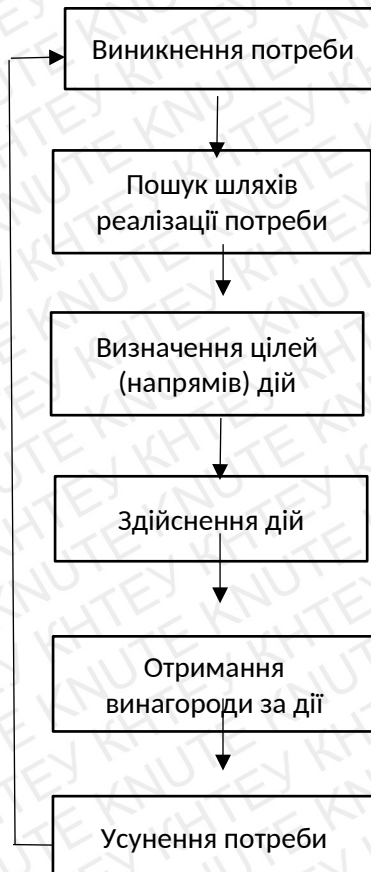 Виникнення потреби
Пошук шляхів
реалізації потреби
Визначення цілей
(напрямів) дій
Здійснення дій
Отримання
винагороди за дії
Усунення потреби